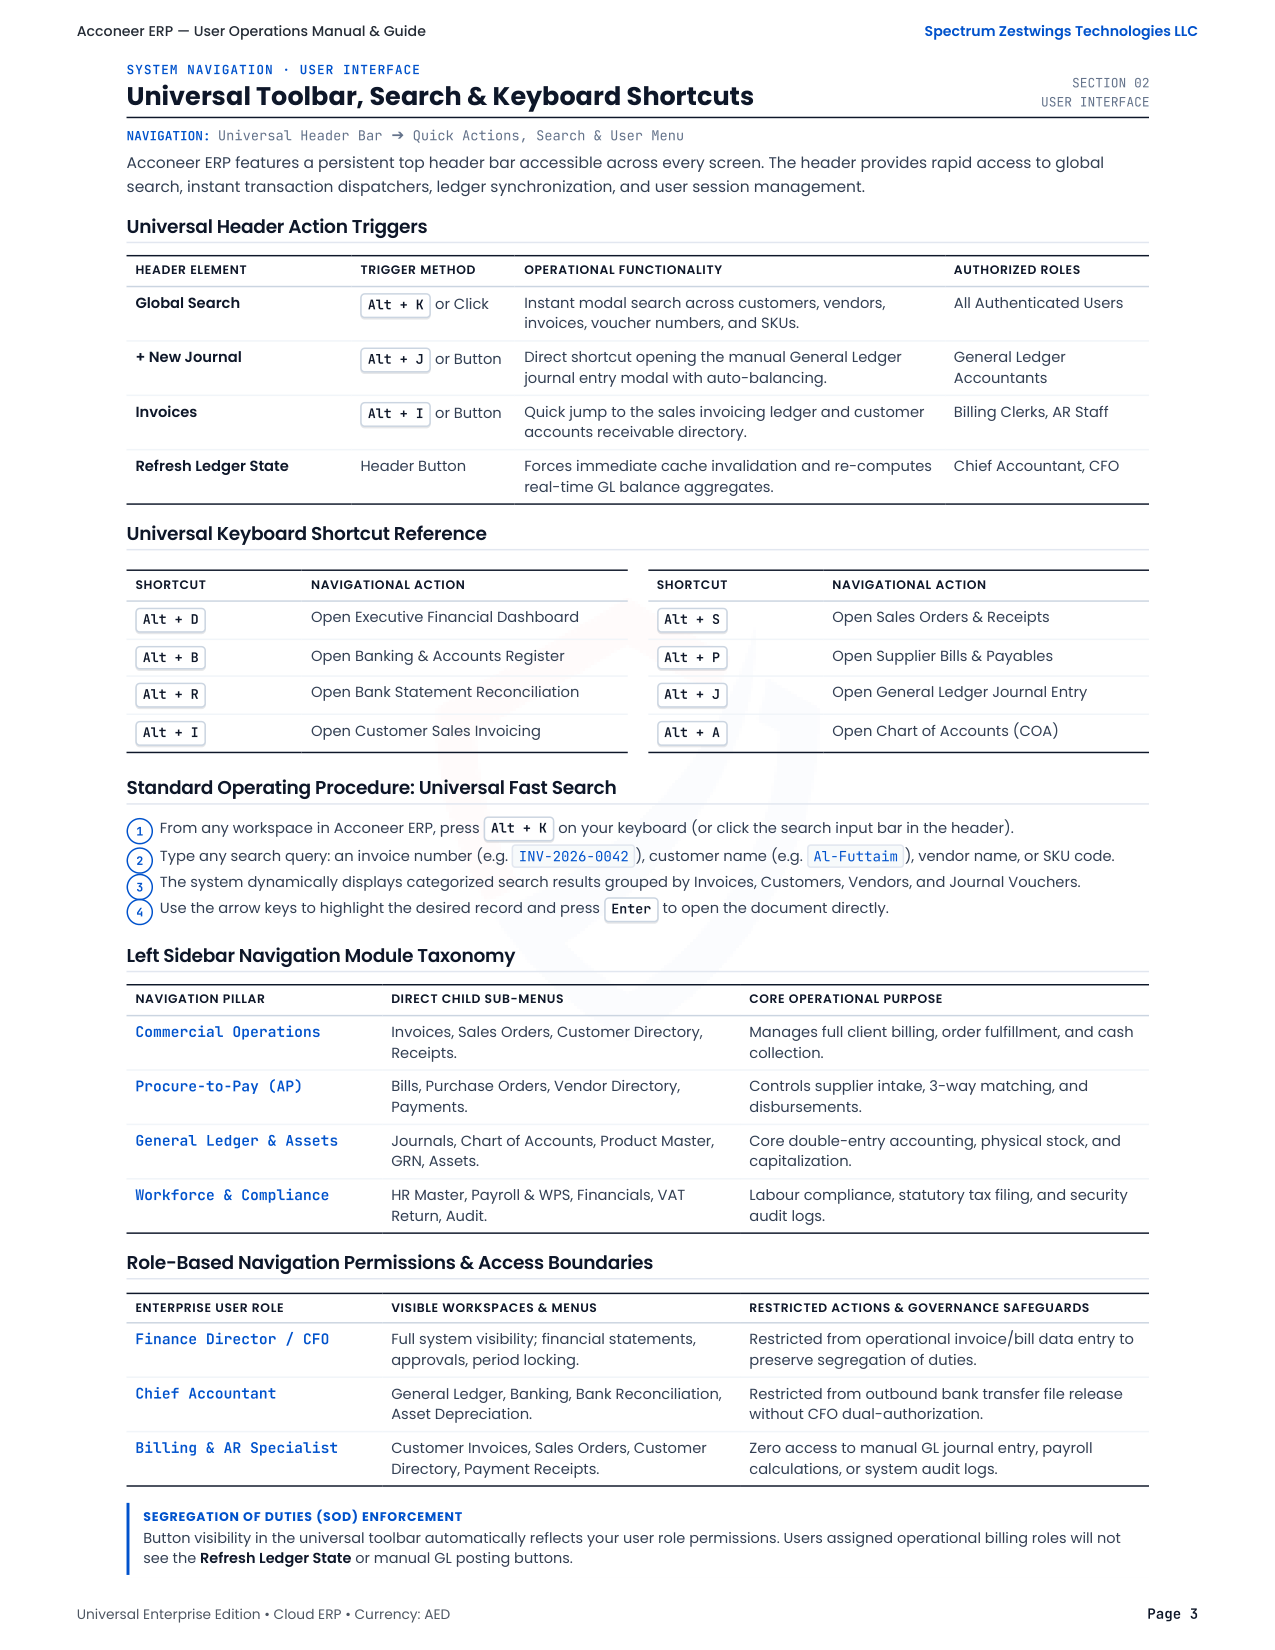 Acconeer ERP — User Operations Manual & Guide
Spectrum Zestwings Technologies LLC
SYSTEM NAVIGATION · USER INTERFACE
Universal Toolbar, Search & Keyboard Shortcuts
SECTION 02
USER INTERFACE
NAVIGATION: Universal Header Bar ➔ Quick Actions, Search & User Menu
Acconeer ERP features a persistent top header bar accessible across every screen. The header provides rapid access to global
search, instant transaction dispatchers, ledger synchronization, and user session management.
Universal Header Action Triggers
HEADER ELEMENT TRIGGER METHOD OPERATIONAL FUNCTIONALITY AUTHORIZED ROLES
Global Search Alt + K or Click Instant modal search across customers, vendors, All Authenticated Users
invoices, voucher numbers, and SKUs.
+ New Journal Alt + J or Button Direct shortcut opening the manual General Ledger General Ledger
journal entry modal with auto-balancing. Accountants
Invoices Alt + I or Button Quick jump to the sales invoicing ledger and customer Billing Clerks, AR Staff
accounts receivable directory.
Refresh Ledger State Header Button Forces immediate cache invalidation and re-computes Chief Accountant, CFO
real-time GL balance aggregates.
Universal Keyboard Shortcut Reference
SHORTCUT NAVIGATIONAL ACTION SHORTCUT NAVIGATIONAL ACTION
Alt + D Open Executive Financial Dashboard Alt + S Open Sales Orders & Receipts
Alt + B Open Banking & Accounts Register Alt + P Open Supplier Bills & Payables
Alt + R Open Bank Statement Reconciliation Alt + J Open General Ledger Journal Entry
Alt + I Open Customer Sales Invoicing Alt + A Open Chart of Accounts (COA)
Standard Operating Procedure: Universal Fast Search
1 From any workspace in Acconeer ERP, press Alt + K on your keyboard (or click the search input bar in the header).
2 Type any search query: an invoice number (e.g. INV-2026-0042), customer name (e.g. Al-Futtaim), vendor name, or SKU code.
3 The system dynamically displays categorized search results grouped by Invoices, Customers, Vendors, and Journal Vouchers.
4 Use the arrow keys to highlight the desired record and press Enter to open the document directly.
Left Sidebar Navigation Module Taxonomy
NAVIGATION PILLAR DIRECT CHILD SUB-MENUS CORE OPERATIONAL PURPOSE
Commercial Operations Invoices, Sales Orders, Customer Directory, Manages full client billing, order fulfillment, and cash
Receipts. collection.
Procure-to-Pay (AP) Bills, Purchase Orders, Vendor Directory, Controls supplier intake, 3-way matching, and
Payments. disbursements.
General Ledger & Assets Journals, Chart of Accounts, Product Master, Core double-entry accounting, physical stock, and
GRN, Assets. capitalization.
Workforce & Compliance HR Master, Payroll & WPS, Financials, VAT Labour compliance, statutory tax filing, and security
Return, Audit. audit logs.
Role-Based Navigation Permissions & Access Boundaries
ENTERPRISE USER ROLE VISIBLE WORKSPACES & MENUS RESTRICTED ACTIONS & GOVERNANCE SAFEGUARDS
Finance Director / CFO Full system visibility; financial statements, Restricted from operational invoice/bill data entry to
approvals, period locking. preserve segregation of duties.
Chief Accountant General Ledger, Banking, Bank Reconciliation, Restricted from outbound bank transfer file release
Asset Depreciation. without CFO dual-authorization.
Billing & AR Specialist Customer Invoices, Sales Orders, Customer Zero access to manual GL journal entry, payroll
Directory, Payment Receipts. calculations, or system audit logs.
SEGREGATION OF DUTIES (SOD) ENFORCEMENT
Button visibility in the universal toolbar automatically reflects your user role permissions. Users assigned operational billing roles will not
see the Refresh Ledger State or manual GL posting buttons.
Universal Enterprise Edition • Cloud ERP • Currency: AED
Page 3